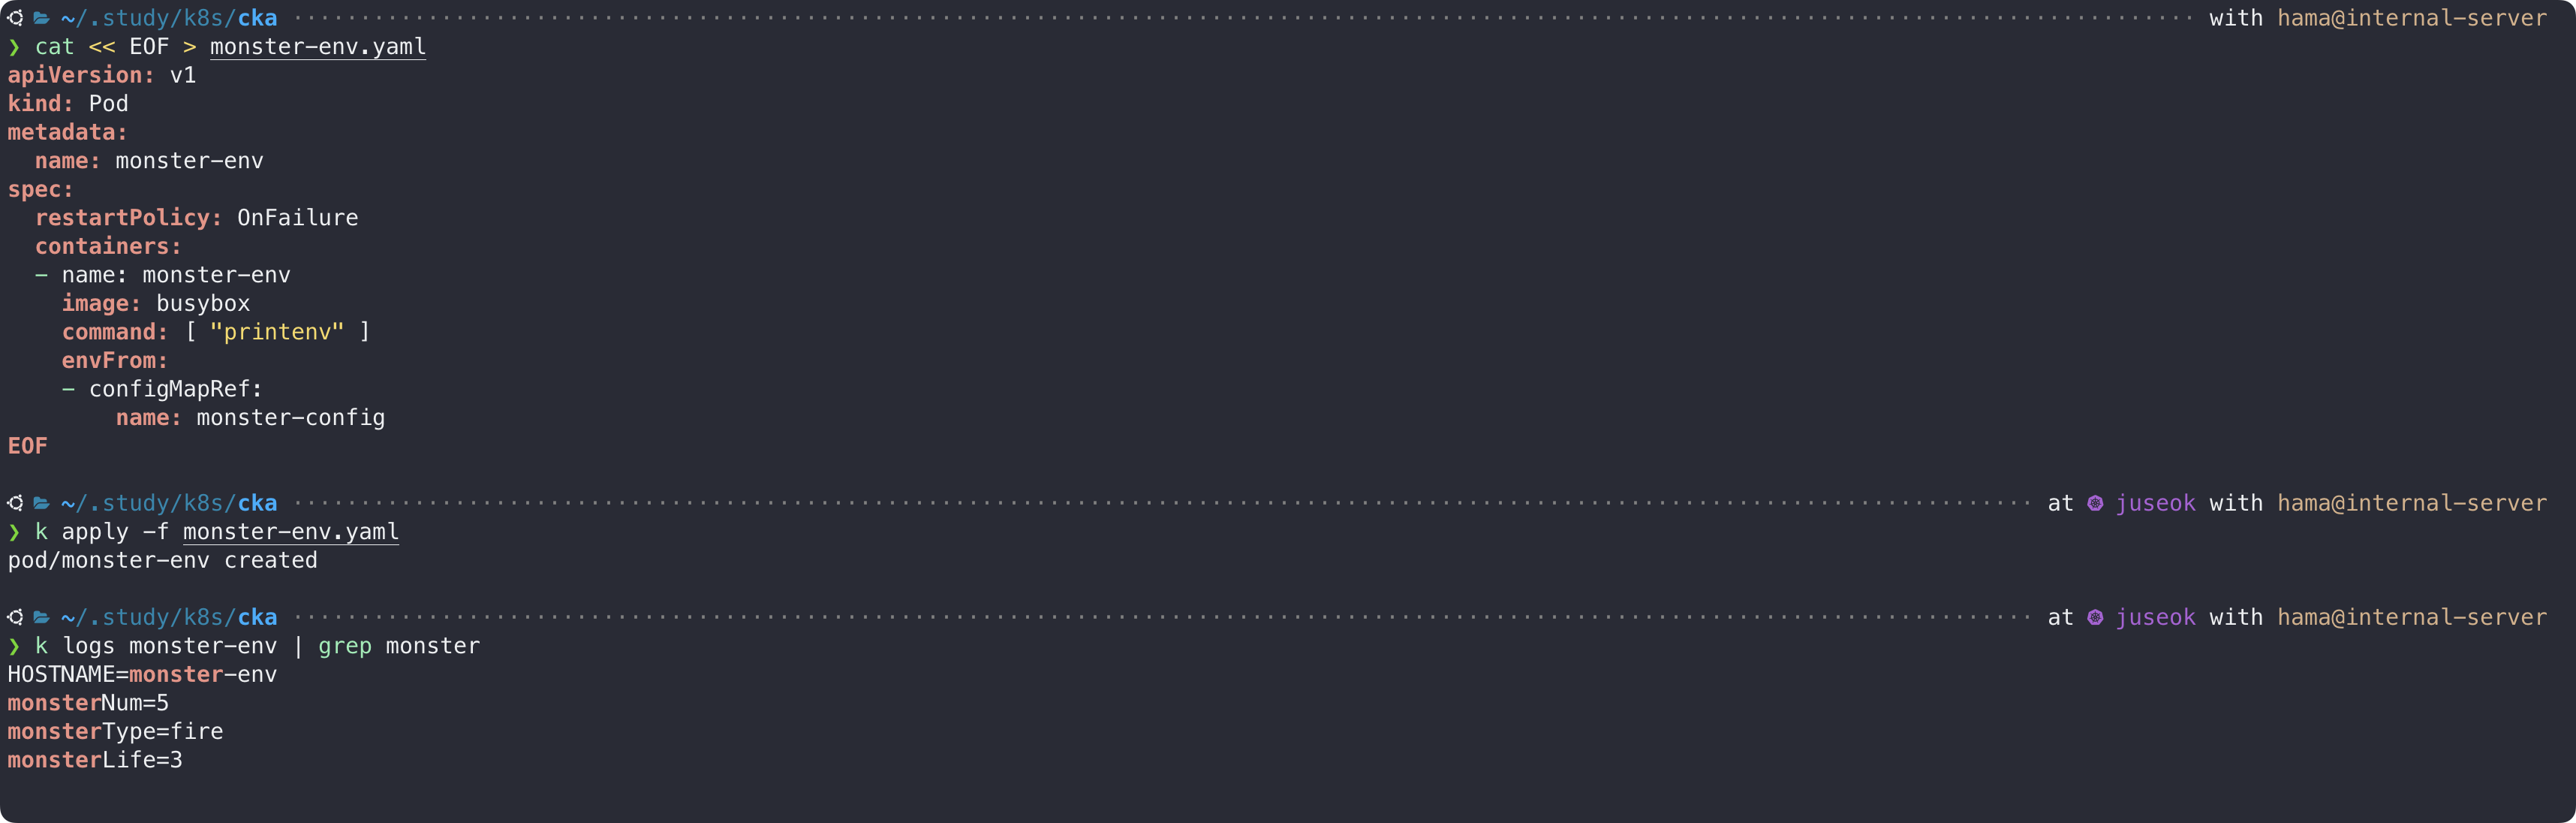 ~/.study/k8s/cka with hama@internal-server
❯ cat << EOF > monster-env.yaml
apiVersion: v1
kind: Pod
metadata:
  name: monster-env
spec:
  restartPolicy: OnFailure
  containers:
  - name: monster-env
    image: busybox
    command: [ "printenv" ]
    envFrom:
    - configMapRef:
        name: monster-config
EOF
~/.study/k8s/cka at juseok with hama@internal-server
❯ k apply -f monster-env.yaml
pod/monster-env created
~/.study/k8s/cka at juseok with hama@internal-server
❯ k logs monster-env | grep monster
HOSTNAME=monster-env
monsterNum=5
monsterType=fire
monsterLife=3